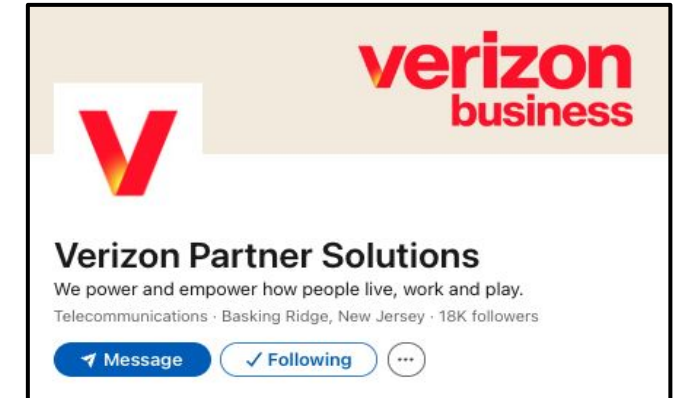 verizon
business
V
Verizon Partner Solutions
We power and empower how people live, work and play.
Telecommunications · Basking Ridge, New Jersey · 18K followers
Message ✓ Following ···